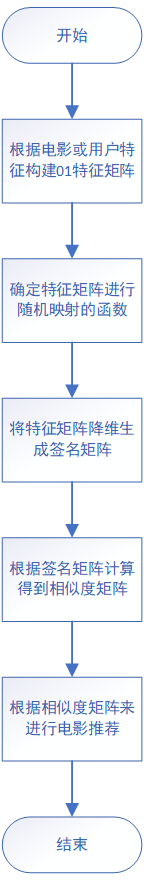 开始
根据电影或用户特
征构建01特征矩阵
确定特征矩阵进行
随机映射的函数
将特征矩阵降维生
成签名矩阵
根据签名矩阵计算
得到相似度矩阵
根据相似度矩阵来
进行电影推荐
结束